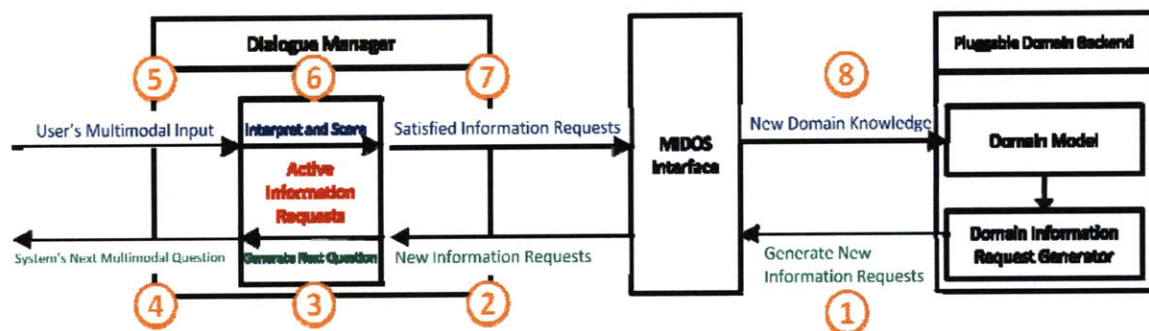 Dialogue Manager
Pluggable Domain Backend
5
6
7
8
User's Multimodal Input
Interpret and Score
Satisfied Information Requests
MIDOS
Interface
New Domain Knowledge
Domain Model
Active
Information
Requests
System's Next Multimodal Question
Generate Next Question
New Information Requests
Generate New
Information Requests
Domain Information
Request Generator
4
3
2
1